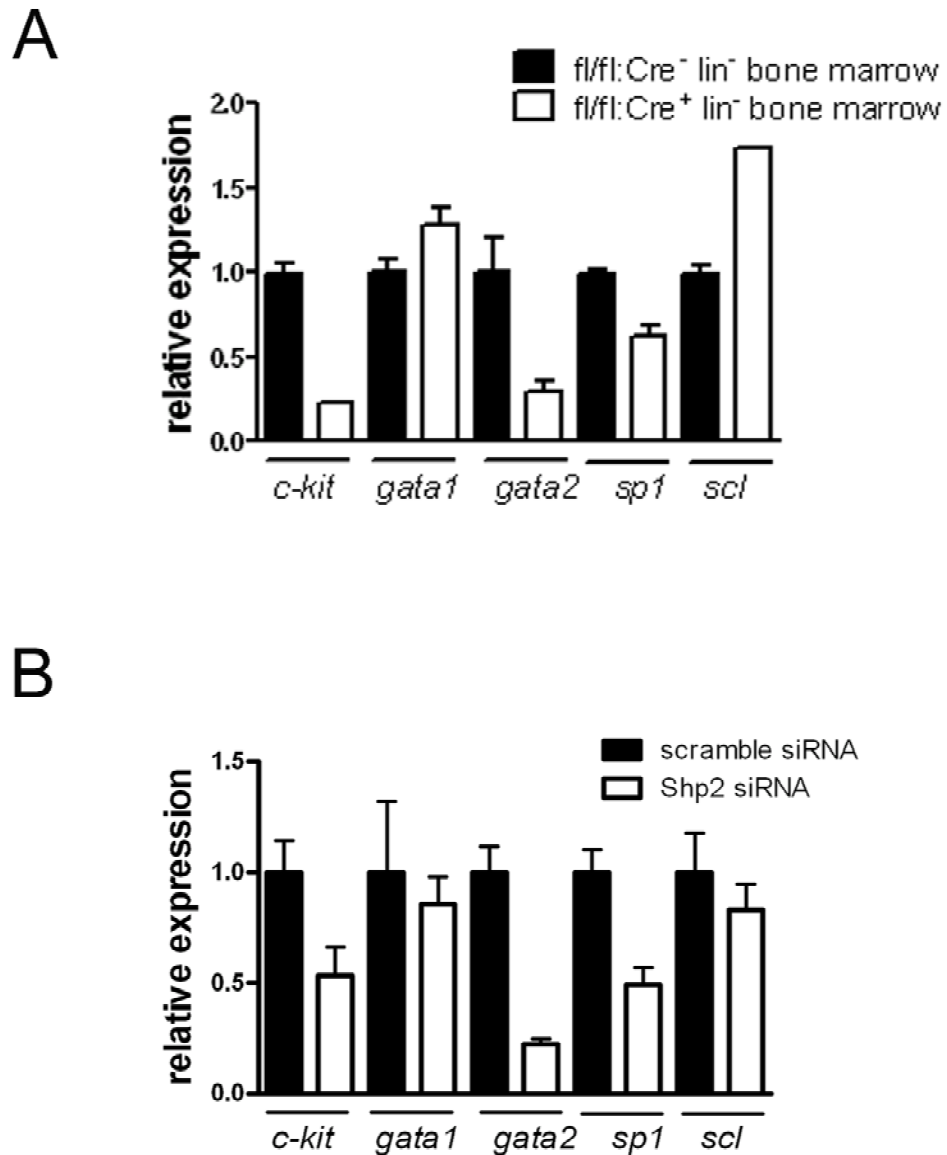 A
fl/fl:Cre⁻ lin⁻ bone marrow
fl/fl:Cre⁺ lin⁻ bone marrow
relative expression
2.0
1.5
1.0
0.5
0.0
c-kit gata1 gata2 sp1 scl
B
scramble siRNA
Shp2 siRNA
relative expression
1.5
1.0
0.5
0.0
c-kit gata1 gata2 sp1 scl